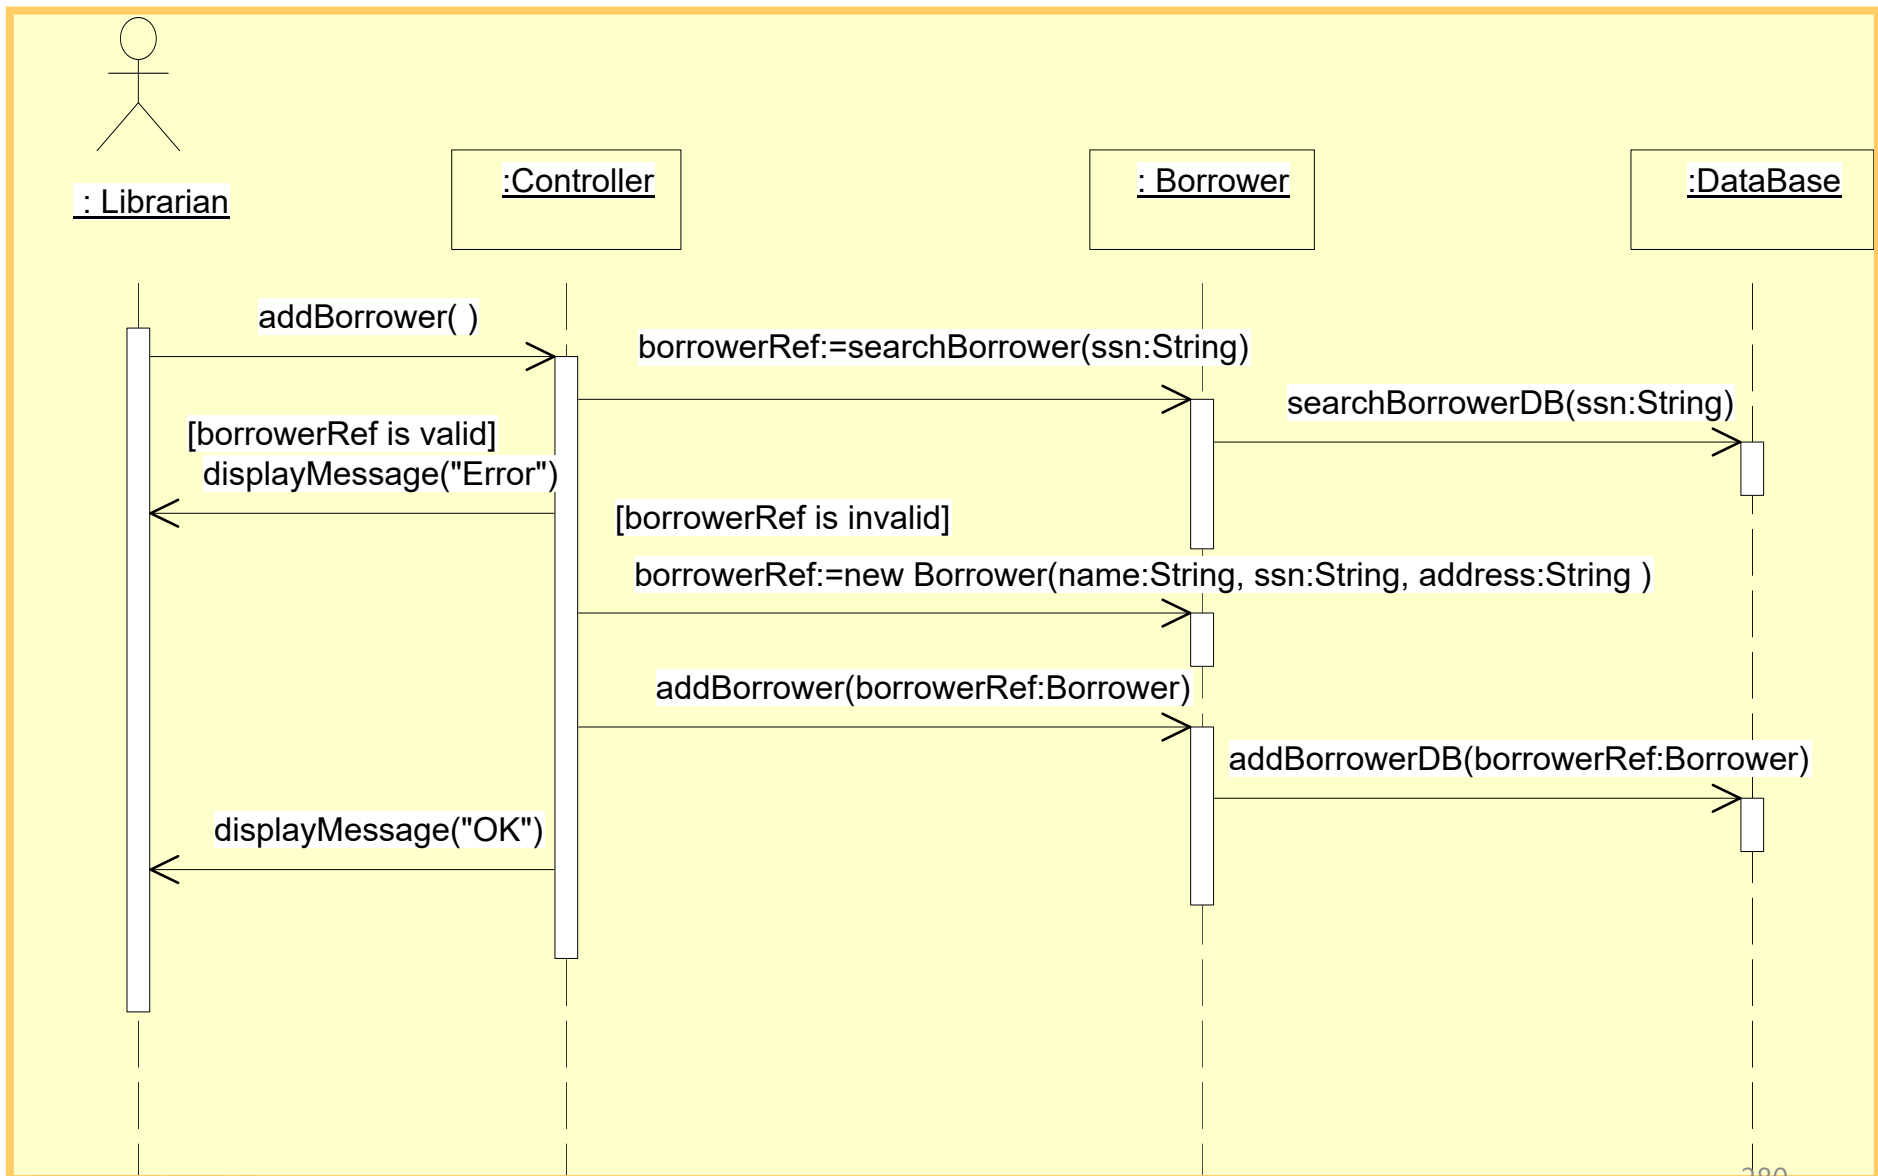 : Librarian
:Controller
: Borrower
:DataBase
addBorrower( )
borrowerRef:=searchBorrower(ssn:String)
searchBorrowerDB(ssn:String)
[borrowerRef is valid]
displayMessage("Error")
[borrowerRef is invalid]
borrowerRef:=new Borrower(name:String, ssn:String, address:String )
addBorrower(borrowerRef:Borrower)
addBorrowerDB(borrowerRef:Borrower)
displayMessage("OK")